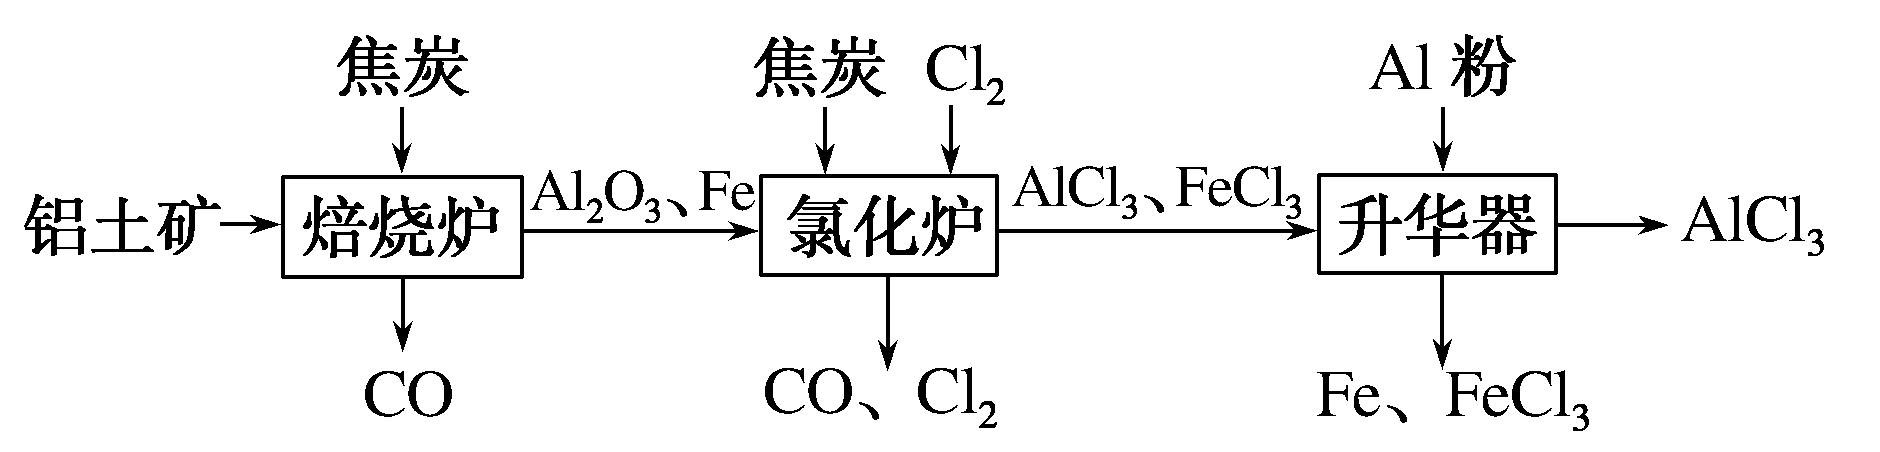 焦炭 焦炭 Cl₂ Al 粉
Al₂O₃、Fe AlCl₃、FeCl₃
铝土矿 焙烧炉 氯化炉 升华器 AlCl₃
CO CO、Cl₂ Fe、FeCl₃